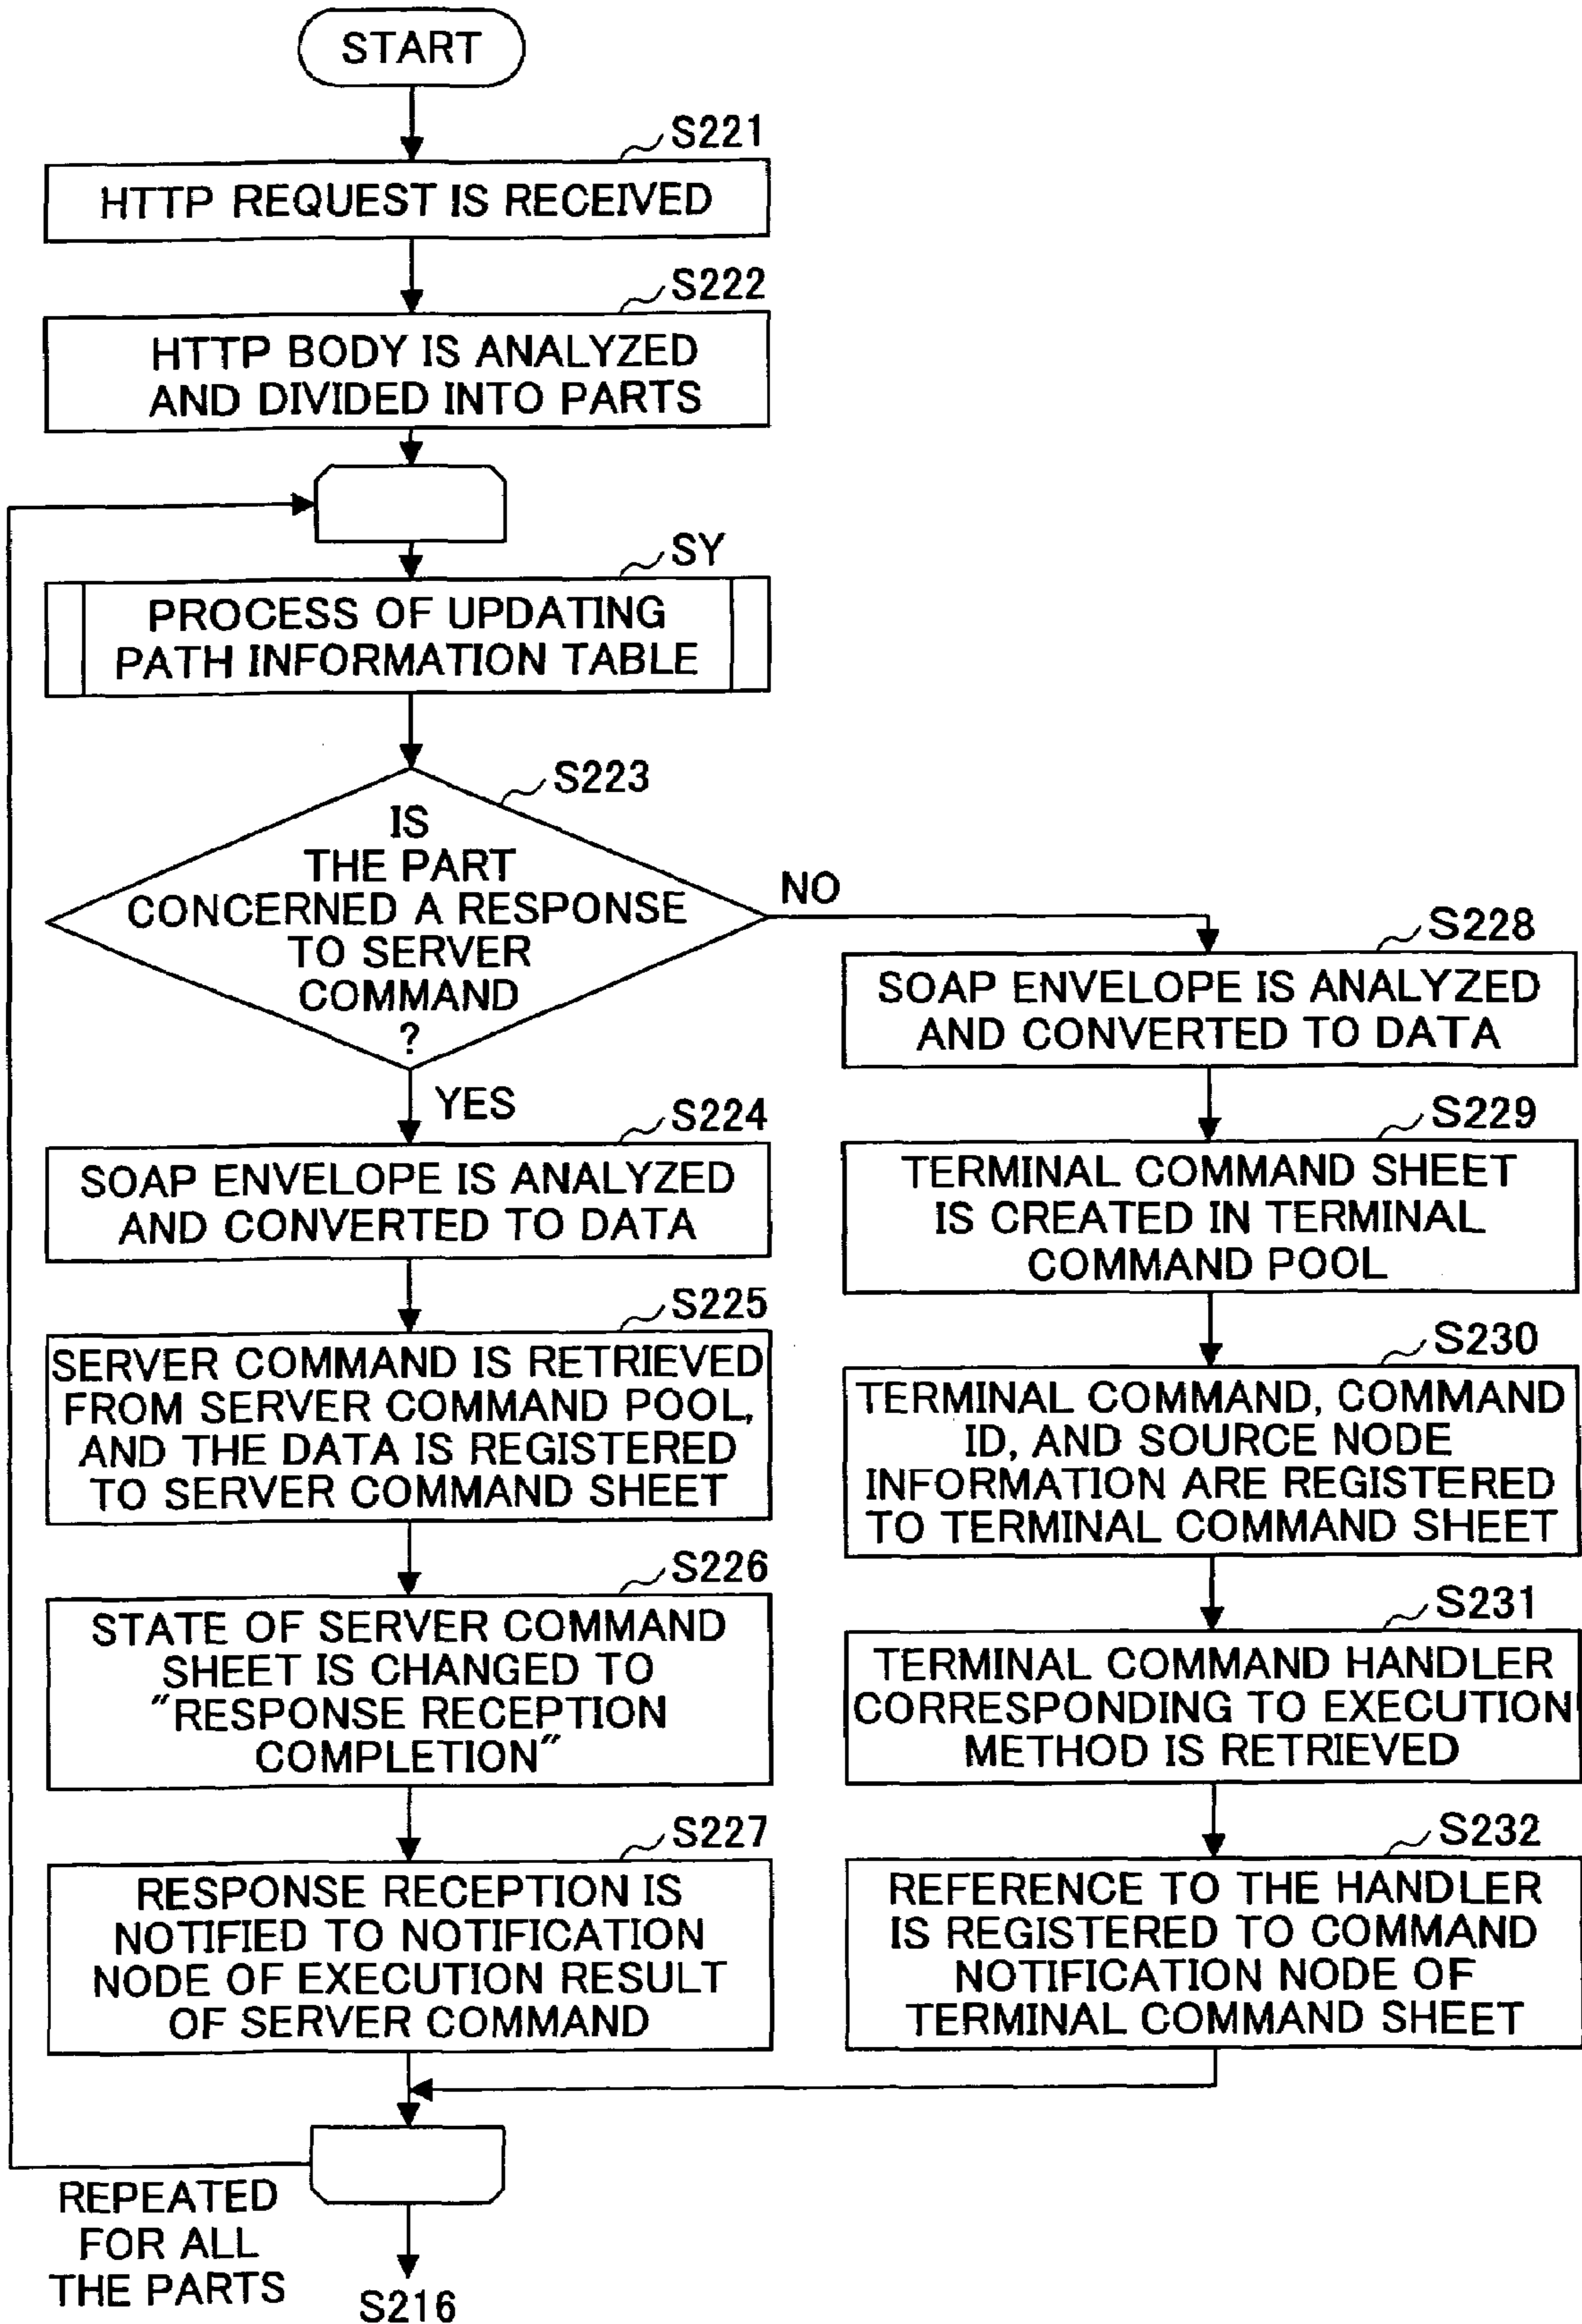 START
S221
HTTP REQUEST IS RECEIVED
S222
HTTP BODY IS ANALYZED
AND DIVIDED INTO PARTS
SY
PROCESS OF UPDATING
PATH INFORMATION TABLE
S223
IS
THE PART
CONCERNED A RESPONSE
TO SERVER
COMMAND
?
NO
YES
S224
SOAP ENVELOPE IS ANALYZED
AND CONVERTED TO DATA
S225
SERVER COMMAND IS RETRIEVED
FROM SERVER COMMAND POOL,
AND THE DATA IS REGISTERED
TO SERVER COMMAND SHEET
S226
STATE OF SERVER COMMAND
SHEET IS CHANGED TO
"RESPONSE RECEPTION
COMPLETION"
S227
RESPONSE RECEPTION IS
NOTIFIED TO NOTIFICATION
NODE OF EXECUTION RESULT
OF SERVER COMMAND
S228
SOAP ENVELOPE IS ANALYZED
AND CONVERTED TO DATA
S229
TERMINAL COMMAND SHEET
IS CREATED IN TERMINAL
COMMAND POOL
S230
TERMINAL COMMAND, COMMAND
ID, AND SOURCE NODE
INFORMATION ARE REGISTERED
TO TERMINAL COMMAND SHEET
S231
TERMINAL COMMAND HANDLER
CORRESPONDING TO EXECUTION
METHOD IS RETRIEVED
S232
REFERENCE TO THE HANDLER
IS REGISTERED TO COMMAND
NOTIFICATION NODE OF
TERMINAL COMMAND SHEET
REPEATED
FOR ALL
THE PARTS
S216